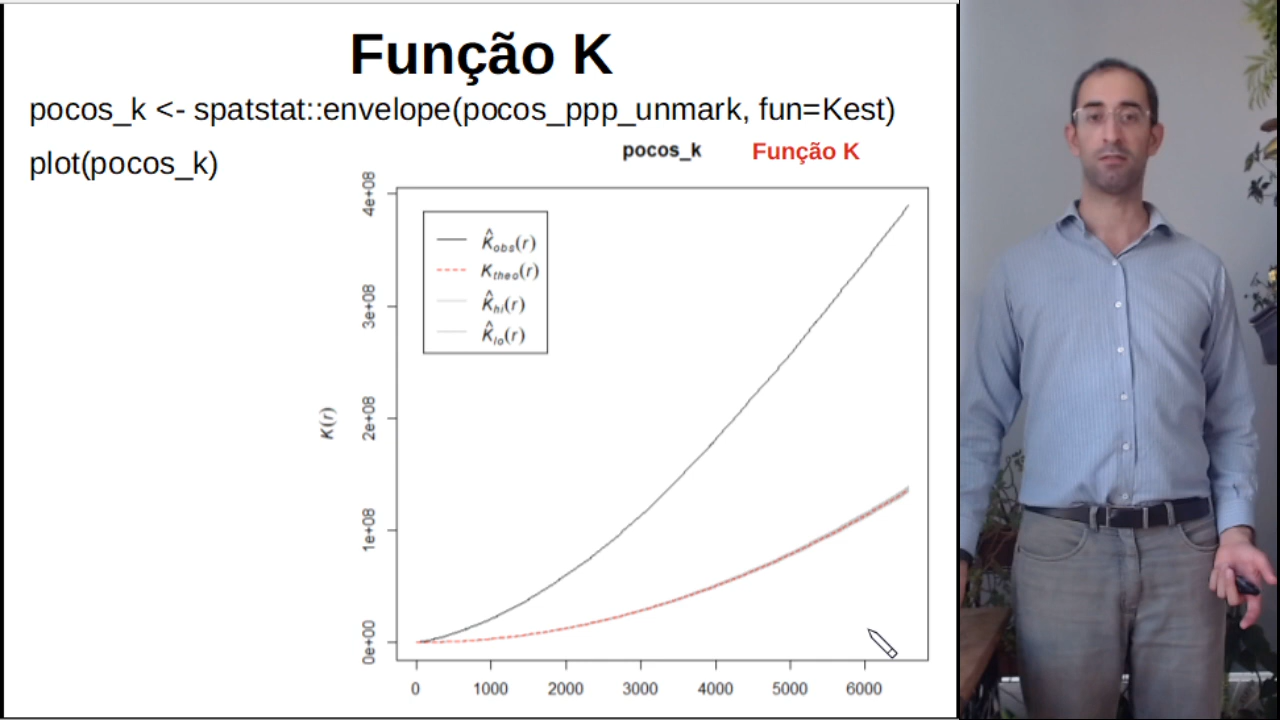 Função K
pocos_k <- spatstat::envelope(pocos_ppp_unmark, fun=Kest)
plot(pocos_k)
pocos_k Função K
K̂obs(r)
Ktheo(r)
K̂hi(r)
K̂lo(r)
K(r)
4e+08
3e+08
2e+08
1e+08
0e+00
0 1000 2000 3000 4000 5000 6000